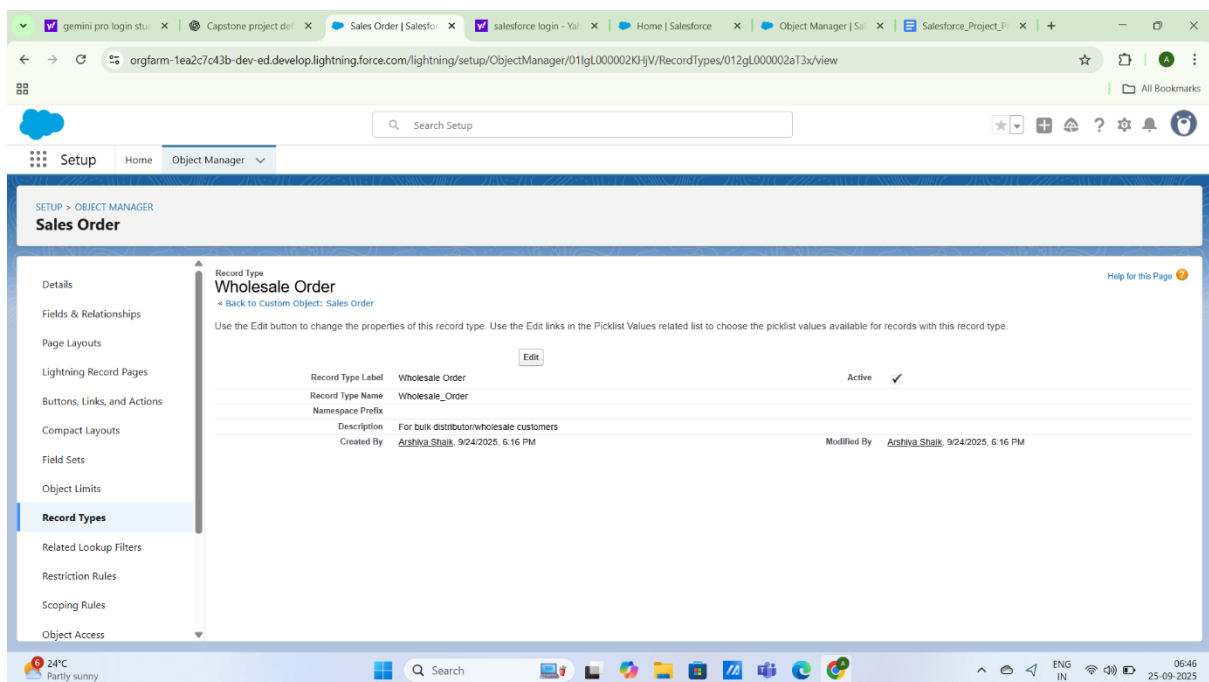 gemini pro login stu
Capstone project de
Sales Order | Salesfor
salesforce login - Yah
Home | Salesforce
Object Manager | Sal
Salesforce_Project_P
orgfarm-1ea2c7c43b-dev-ed.develop.lightning.force.com/lightning/setup/ObjectManager/01IgL000002KHjV/RecordTypes/012gL000002aT3x/view
A
All Bookmarks
Search Setup
Setup
Home
Object Manager
SETUP > OBJECT MANAGER
Sales Order
Details
Fields & Relationships
Page Layouts
Lightning Record Pages
Buttons, Links, and Actions
Compact Layouts
Field Sets
Object Limits
Record Types
Related Lookup Filters
Restriction Rules
Scoping Rules
Object Access
Record Type
Wholesale Order
Help for this Page
« Back to Custom Object: Sales Order
Use the Edit button to change the properties of this record type. Use the Edit links in the Picklist Values related list to choose the picklist values available for records with this record type.
Edit
Record Type Label Wholesale Order Active
Record Type Name Wholesale_Order
Namespace Prefix
Description For bulk distributor/wholesale customers
Created By Arshiya Shaik, 9/24/2025, 6:16 PM Modified By Arshiya Shaik, 9/24/2025, 6:16 PM
6
24°C
Partly sunny
Search
ENG
IN
06:46
25-09-2025